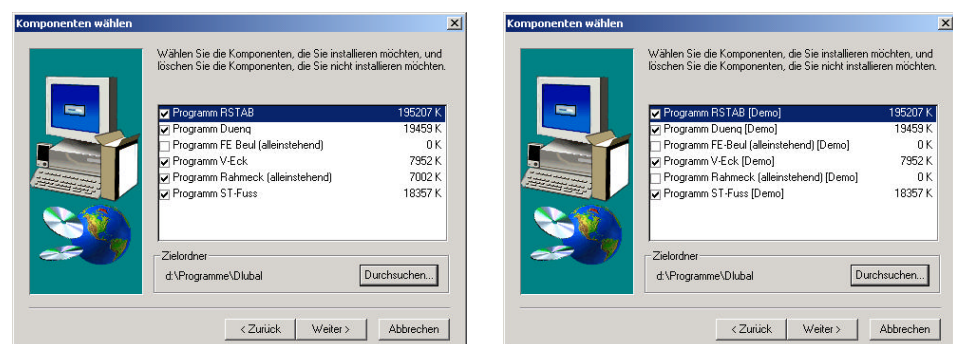 Komponenten wählen
Wählen Sie die Komponenten, die Sie installieren möchten, und
löschen Sie die Komponenten, die Sie nicht installieren möchten.
Programm RSTAB 195207 K
Programm Duenq 19459 K
Programm FE Beul (alleinstehend) 0 K
Programm V-Eck 7952 K
Programm Rahmeck (alleinstehend) 7002 K
Programm ST-Fuss 18357 K
Zielordner
d:\Programme\Dlubal
Durchsuchen...
< Zurück Weiter > Abbrechen
Komponenten wählen
Wählen Sie die Komponenten, die Sie installieren möchten, und
löschen Sie die Komponenten, die Sie nicht installieren möchten.
Programm RSTAB [Demo] 195207 K
Programm Duenq [Demo] 19459 K
Programm FE-Beul (alleinstehend) [Demo] 0 K
Programm V-Eck [Demo] 7952 K
Programm Rahmeck (alleinstehend) [Demo] 0 K
Programm ST-Fuss [Demo] 18357 K
Zielordner
d:\Programme\Dlubal
Durchsuchen...
< Zurück Weiter > Abbrechen